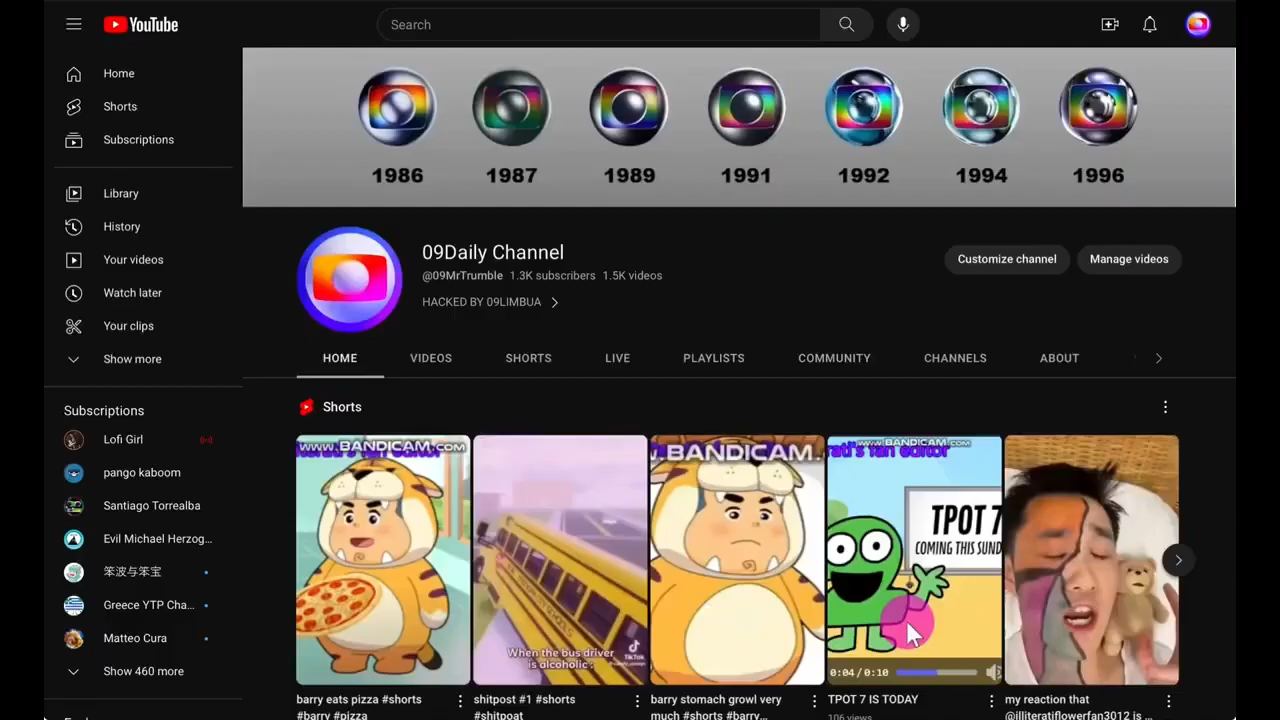 YouTube
Search
Home
Shorts
Subscriptions
Library
History
Your videos
Watch later
Your clips
Show more
Subscriptions
Lofi Girl
pango kaboom
Santiago Torrealba
Evil Michael Herzog...
笨波与笨宝
Greece YTP Cha...
Matteo Cura
Show 460 more
1986 1987 1989 1991 1992 1994 1996
09Daily Channel
@09MrTrumble 1.3K subscribers 1.5K videos
HACKED BY 09LIMBUA
Customize channel
Manage videos
HOME VIDEOS SHORTS LIVE PLAYLISTS COMMUNITY CHANNELS ABOUT
Shorts
www.BANDICAM.com
When the bus driver
is alcoholic :
TikTok
.BANDICAM.
www.BANDICAM.com
rati's fan editor
TPOT 7
COMING THIS SUND
0:04/0:10
barry eats pizza #shorts
#barry #pizza
shitpost #1 #shorts
#shitpoat
barry stomach growl very
much #shorts #barry...
TPOT 7 IS TODAY
106 views
my reaction that
@illiteratiflowerfan3012 is